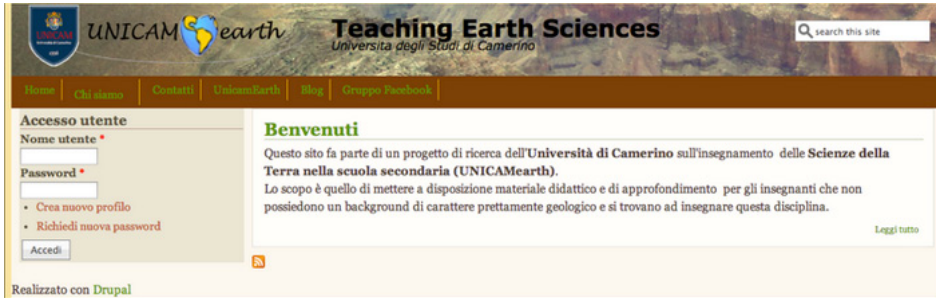 UNICAM earth
Teaching Earth Sciences
Universita degli Studi di Camerino
search this site
Home Chi siamo Contatti UnicamEarth Blog Gruppo Facebook
Accesso utente
Nome utente *
Password *
Crea nuovo profilo
Richiedi nuova password
Accedi
Benvenuti
Questo sito fa parte di un progetto di ricerca dell'Università di Camerino sull'insegnamento delle Scienze della
Terra nella scuola secondaria (UNICAMearth).
Lo scopo è quello di mettere a disposizione materiale didattico e di approfondimento per gli insegnanti che non
possiedono un background di carattere prettamente geologico e si trovano ad insegnare questa disciplina.
Leggi tutto
Realizzato con Drupal